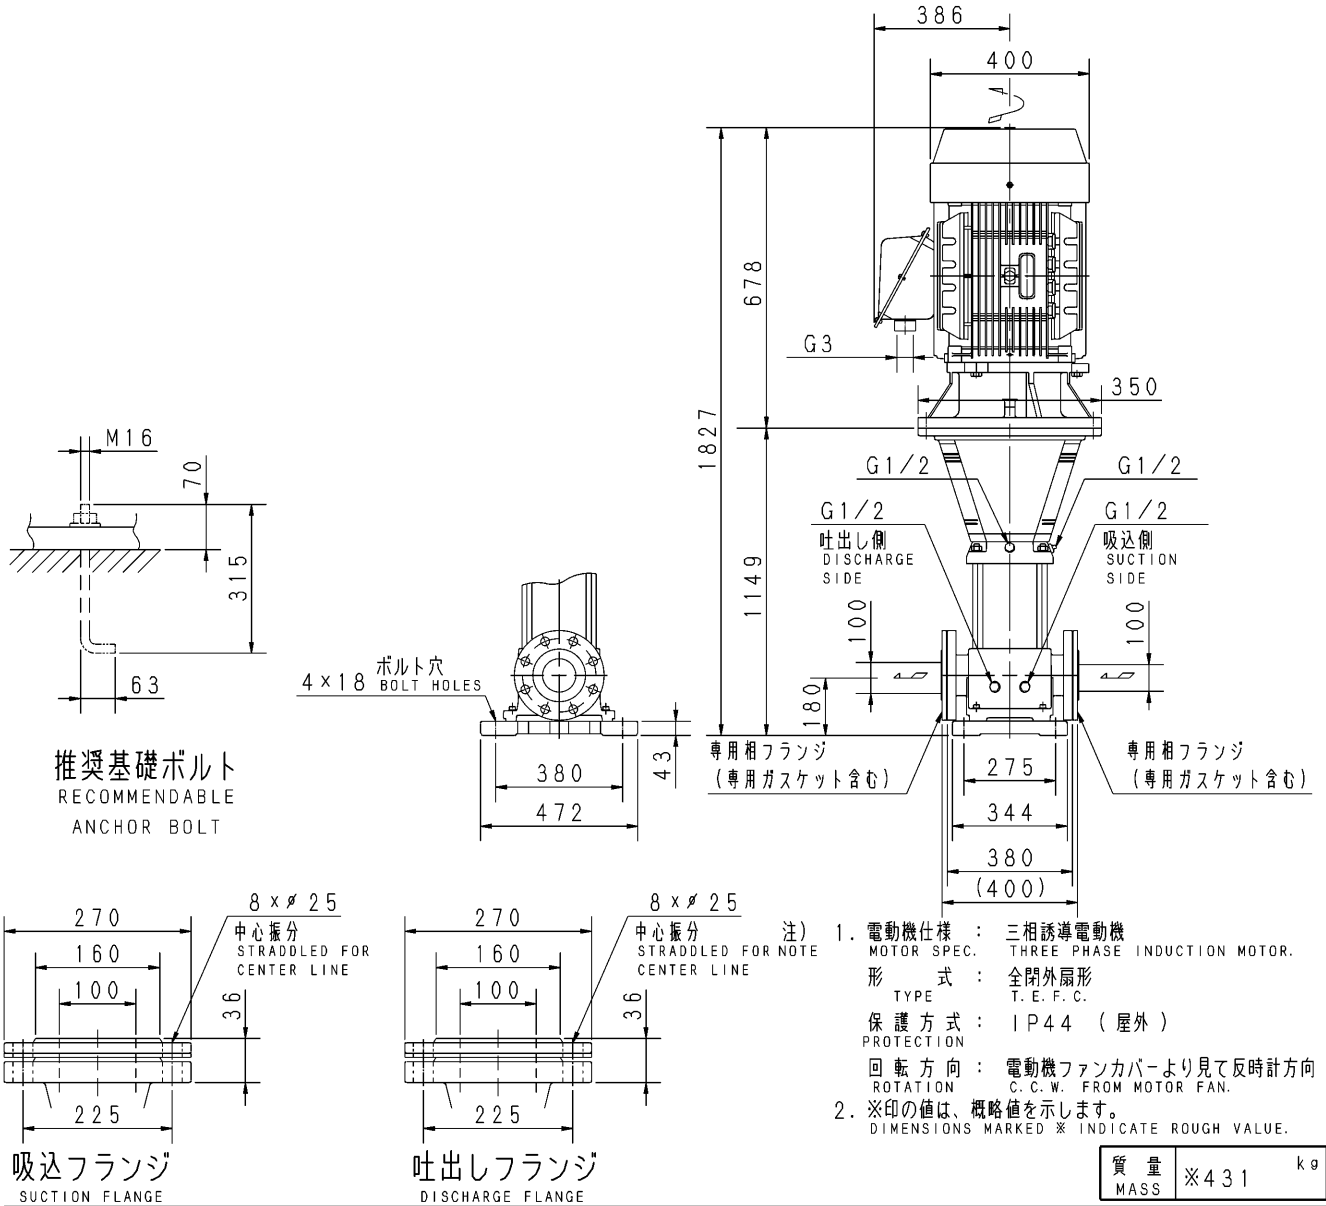 386
400
678
1827
G3
350
1149
G1/2
G1/2
G1/2
吐出し側
DISCHARGE
SIDE
G1/2
吸込側
SUCTION
SIDE
100
100
180
専用相フランジ
(専用ガスケット含む)
専用相フランジ
(専用ガスケット含む)
275
344
380
(400)
M16
70
315
63
推奨基礎ボルト
RECOMMENDABLE
ANCHOR BOLT
ボルト穴
4×18 BOLT HOLES
43
380
472
270
160
100
36
8×ø25
中心振分
STRADDLED FOR
CENTER LINE
225
吸込フランジ
SUCTION FLANGE
270
160
100
36
8×ø25
中心振分
STRADDLED FOR
CENTER LINE
225
吐出しフランジ
DISCHARGE FLANGE
注) 1. 電動機仕様 : 三相誘導電動機
NOTE MOTOR SPEC. THREE PHASE INDUCTION MOTOR.
形 式 : 全閉外扇形
TYPE T.E.F.C.
保護方式 : IP44 (屋外)
PROTECTION
回転方向 : 電動機ファンカバーより見て反時計方向
ROTATION C.C.W. FROM MOTOR FAN.
2. ※印の値は、概略値を示します。
DIMENSIONS MARKED ※ INDICATE ROUGH VALUE.
質量 ※431 kg
MASS